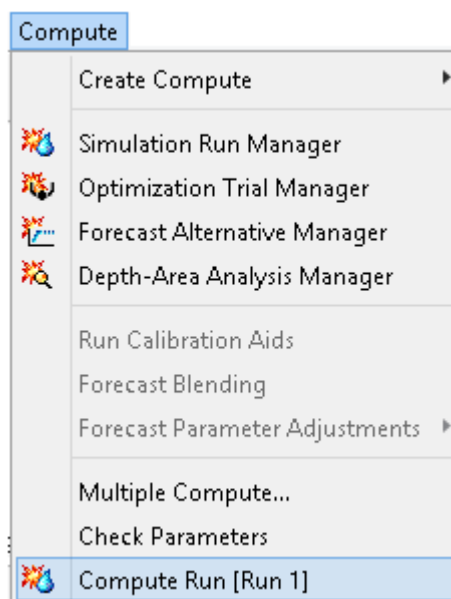 Compute
Create Compute
Simulation Run Manager
Optimization Trial Manager
Forecast Alternative Manager
Depth-Area Analysis Manager
Run Calibration Aids
Forecast Blending
Forecast Parameter Adjustments
Multiple Compute...
Check Parameters
Compute Run [Run 1]